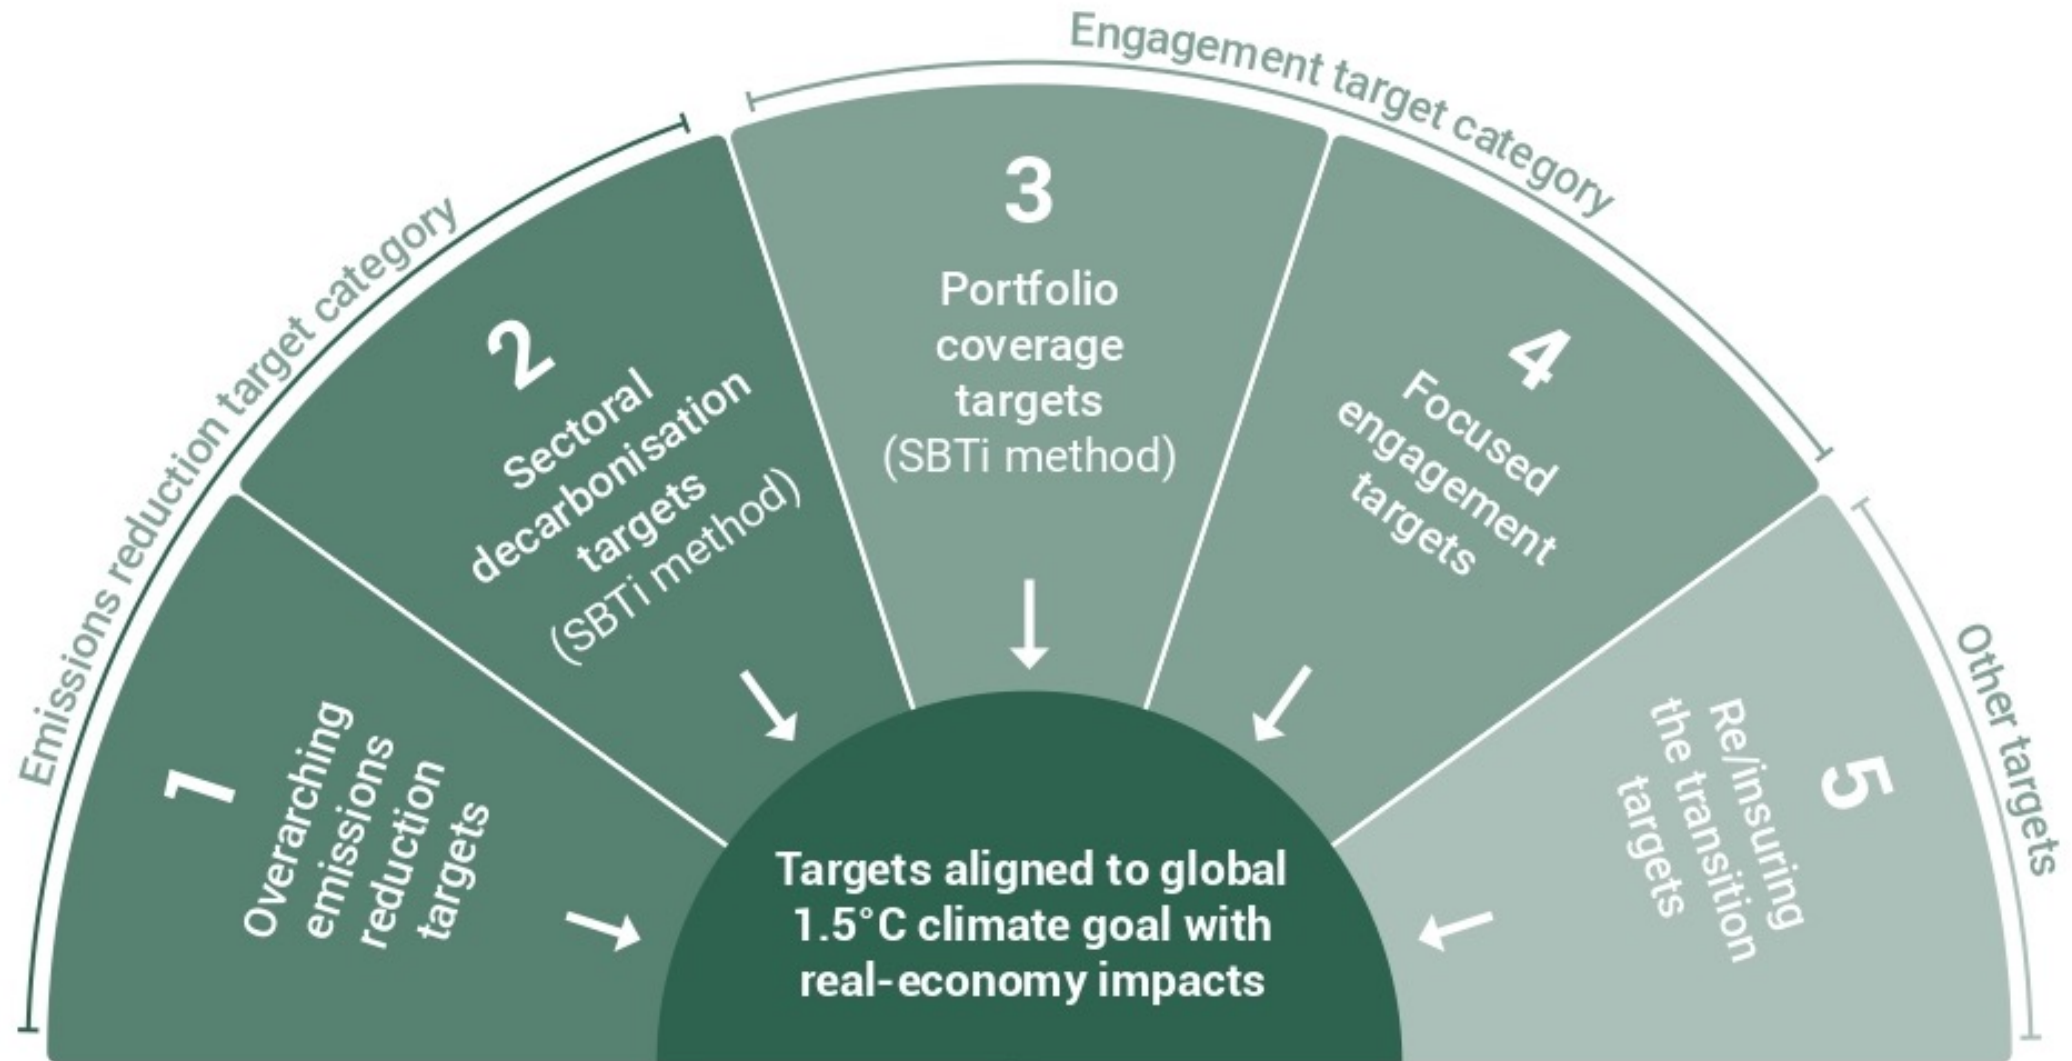 Emissions reduction target category
1
Overarching
emissions
reduction
targets
2
Sectoral
decarbonisation
targets
(SBTi method)
Engagement target category
3
Portfolio
coverage
targets
(SBTi method)
4
Focused
engagement
targets
Other targets
5
Re/insuring
the transition
targets
Targets aligned to global
1.5°C climate goal with
real-economy impacts